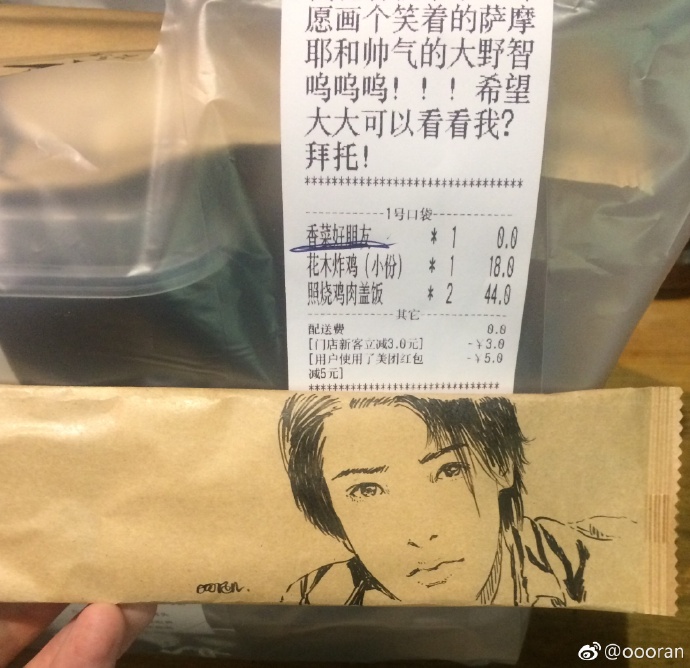 愿画个笑着的萨摩
耶和帅气的大野智
呜呜呜！！！希望
大大可以看看我？
拜托！
********************************
--------------1号口袋--------------
香菜好朋友 * 1 0.0
花木炸鸡（小份） * 1 18.0
照烧鸡肉盖饭 * 2 44.0
--------------其它--------------
配送费 0.0
[门店新客立减3.0元] -￥3.0
[用户使用了美团红包 -￥5.0
减5元]
********************************
@oooran